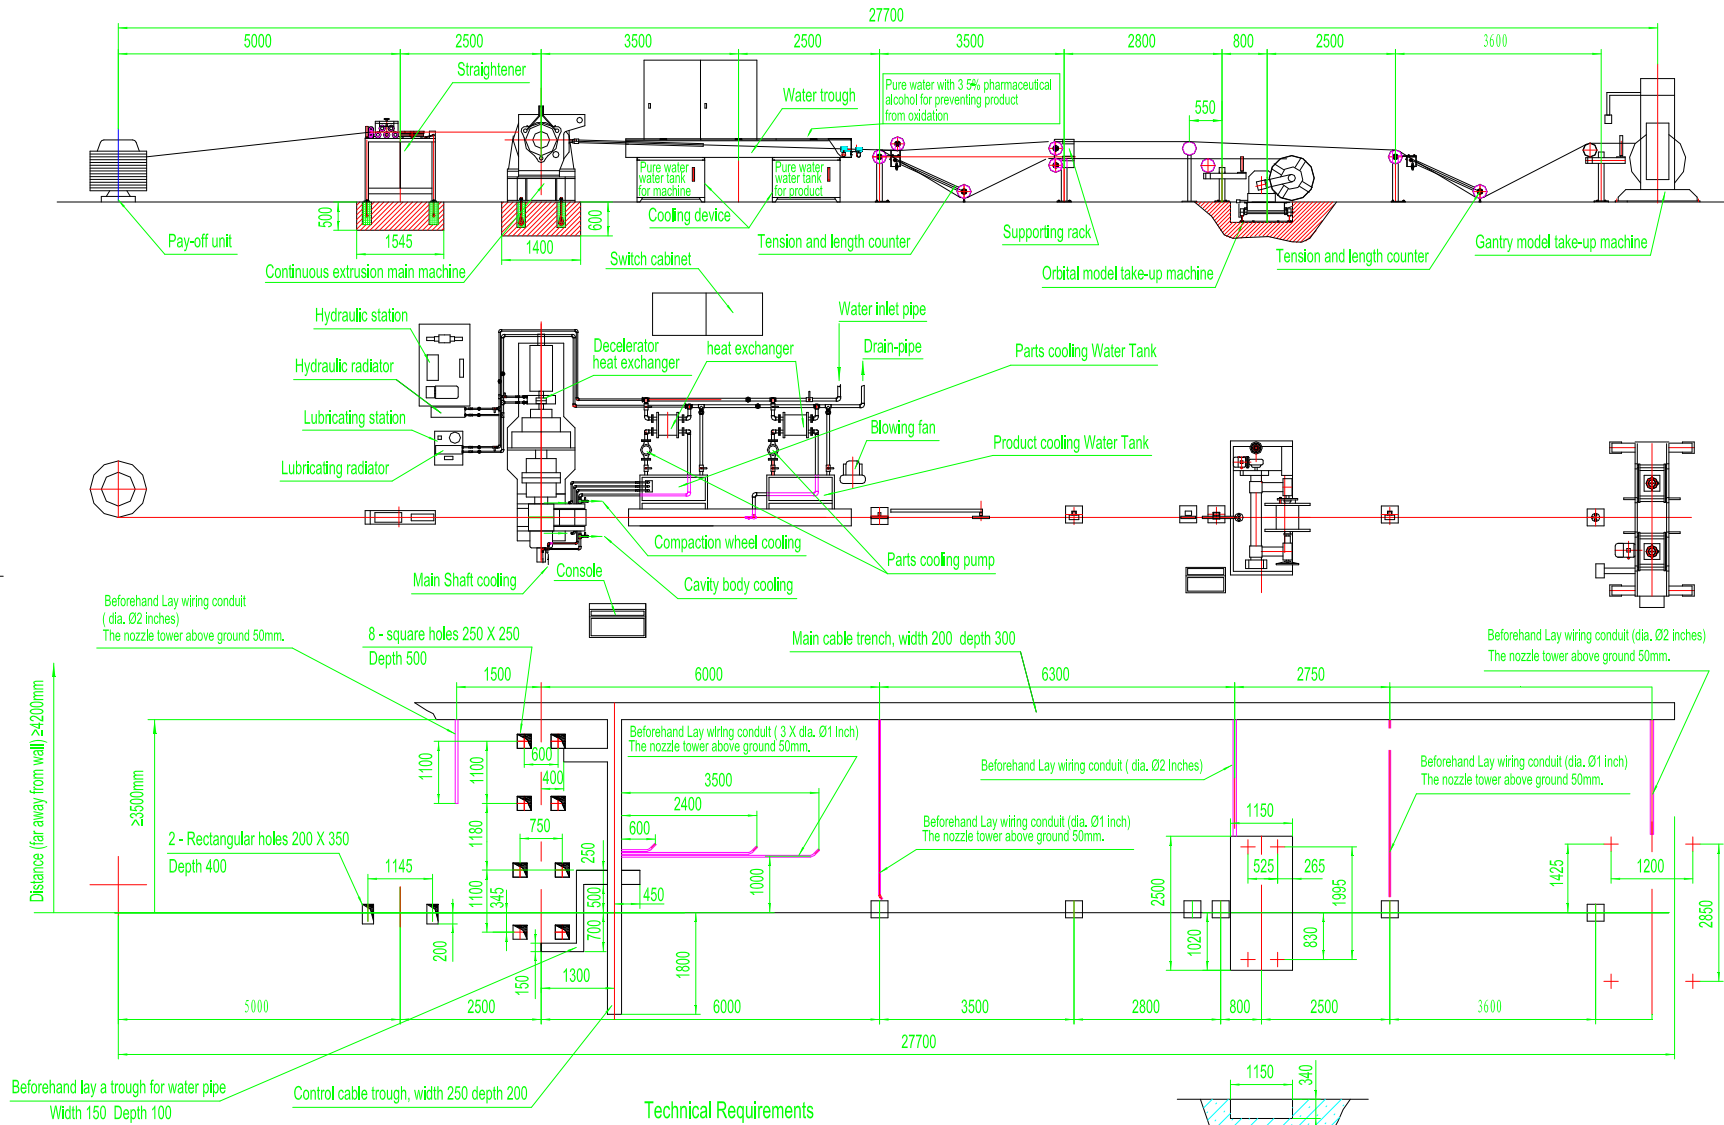 27700
5000
2500
3500
2500
3500
2800
800
2500
3600
Straightener
Water trough
Pure water with 3.5% pharmaceutical
alcohol for preventing product
from oxidation
550
Pure water
water tank
for machine
Pure water
water tank
for product
500
1545
1400
600
Pay-off unit
Continuous extrusion main machine
Cooling device
Switch cabinet
Tension and length counter
Supporting rack
Orbital model take-up machine
Tension and length counter
Gantry model take-up machine
Hydraulic station
Hydraulic radiator
Lubricating station
Lubricating radiator
Decelerator
heat exchanger
heat exchanger
Water inlet pipe
Drain-pipe
Parts cooling Water Tank
Blowing fan
Product cooling Water Tank
Compaction wheel cooling
Parts cooling pump
Main Shaft cooling
Console
Cavity body cooling
Beforehand Lay wiring conduit
( dia. Ø2 inches)
The nozzle tower above ground 50mm.
8 - square holes 250 X 250
Depth 500
Main cable trench, width 200 depth 300
Beforehand Lay wiring conduit (dia. Ø2 inches)
The nozzle tower above ground 50mm.
1500
6000
6300
2750
Distance (far away from wall) ≥4200mm
≥3500mm
1100
1100
600
400
Beforehand Lay wiring conduit ( 3 X dia. Ø1 Inch)
The nozzle tower above ground 50mm.
3500
2400
600
Beforehand Lay wiring conduit ( dia. Ø2 Inches)
Beforehand Lay wiring conduit (dia. Ø1 inch)
The nozzle tower above ground 50mm.
Beforehand Lay wiring conduit (dia. Ø1 Inch)
The nozzle tower above ground 50mm.
1150
2 - Rectangular holes 200 X 350
Depth 400
1145
1180
750
250
1100
345
500
450
1000
700
200
150
1300
1800
2500
525
265
1995
1020
830
1425
1200
2850
5000
2500
6000
3500
2800
800
2500
3600
27700
Beforehand lay a trough for water pipe
Width 150 Depth 100
Control cable trough, width 250 depth 200
Technical Requirements
1150
340